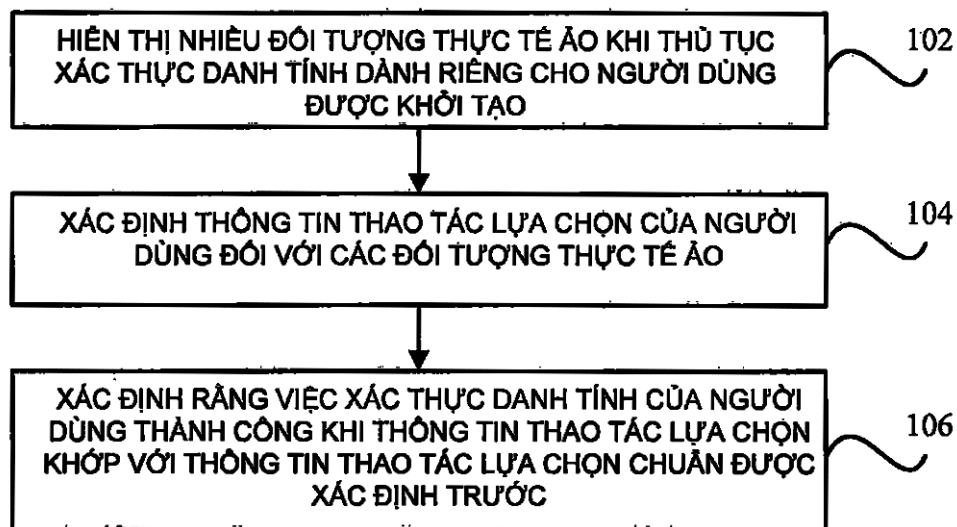 HIỂN THỊ NHIỀU ĐỐI TƯỢNG THỰC TẾ ẢO KHI THỦ TỤC
XÁC THỰC DANH TÍNH DÀNH RIÊNG CHO NGƯỜI DÙNG
ĐƯỢC KHỞI TẠO
102
XÁC ĐỊNH THÔNG TIN THAO TÁC LỰA CHỌN CỦA NGƯỜI
DÙNG ĐỐI VỚI CÁC ĐỐI TƯỢNG THỰC TẾ ẢO
104
XÁC ĐỊNH RẰNG VIỆC XÁC THỰC DANH TÍNH CỦA NGƯỜI
DÙNG THÀNH CÔNG KHI THÔNG TIN THAO TÁC LỰA CHỌN
KHỚP VỚI THÔNG TIN THAO TÁC LỰA CHỌN CHUẨN ĐƯỢC
XÁC ĐỊNH TRƯỚC
106